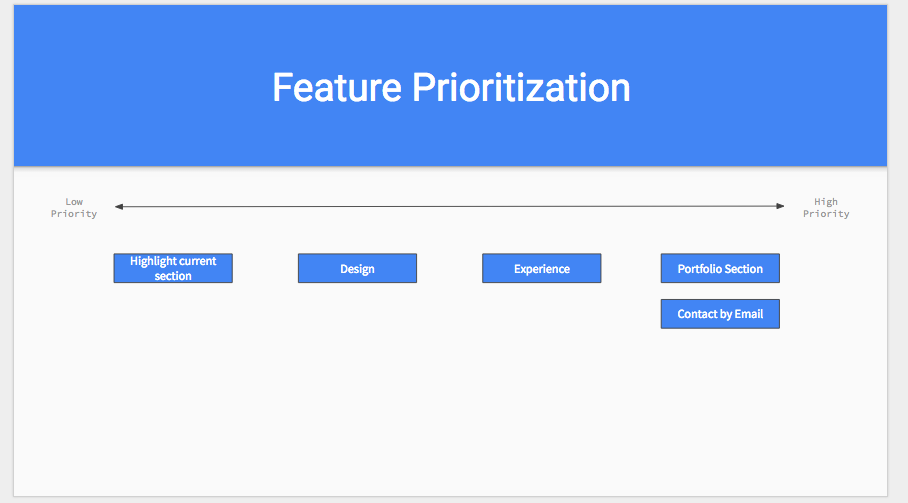 Feature Prioritization
Low
Priority
High
Priority
Highlight current
section
Design
Experience
Portfolio Section
Contact by Email